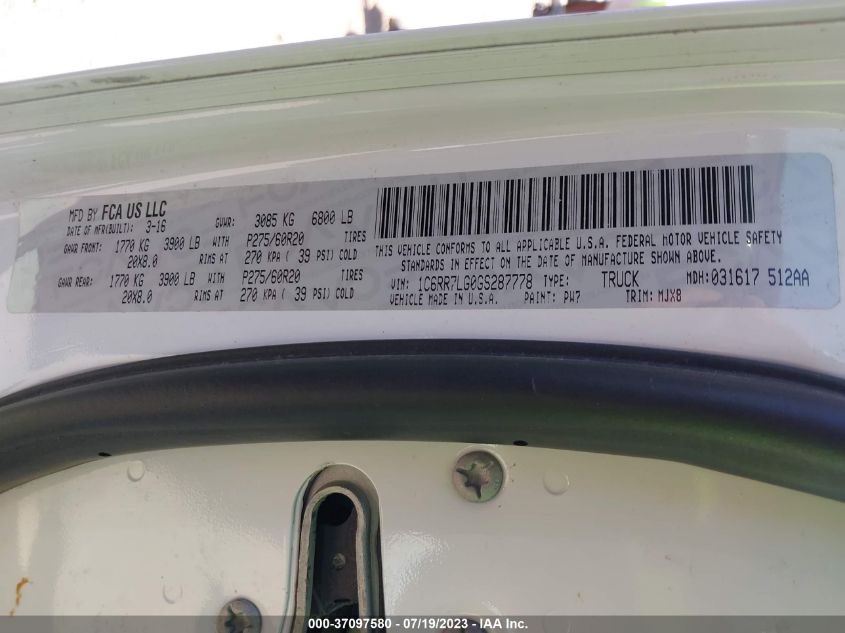 MFD BY FCA US LLC
DATE OF MFR(BUILT): 3-16 GVWR: 3085 KG 6800 LB
GAWR FRONT: 1770 KG 3900 LB WITH P275/60R20 TIRES
20X8.0 RIMS AT 270 KPA ( 39 PSI) COLD
GAWR REAR: 1770 KG 3900 LB WITH P275/60R20 TIRES
20X8.0 RIMS AT 270 KPA ( 39 PSI) COLD
THIS VEHICLE CONFORMS TO ALL APPLICABLE U.S.A. FEDERAL MOTOR VEHICLE SAFETY
STANDARDS IN EFFECT ON THE DATE OF MANUFACTURE SHOWN ABOVE.
VIN: 1C6RR7LG0GS287778 TYPE: TRUCK MDH: 031617 512AA
VEHICLE MADE IN U.S.A. PAINT: PW7 TRIM: MJX8
000-37097580 - 07/19/2023 - IAAI.com